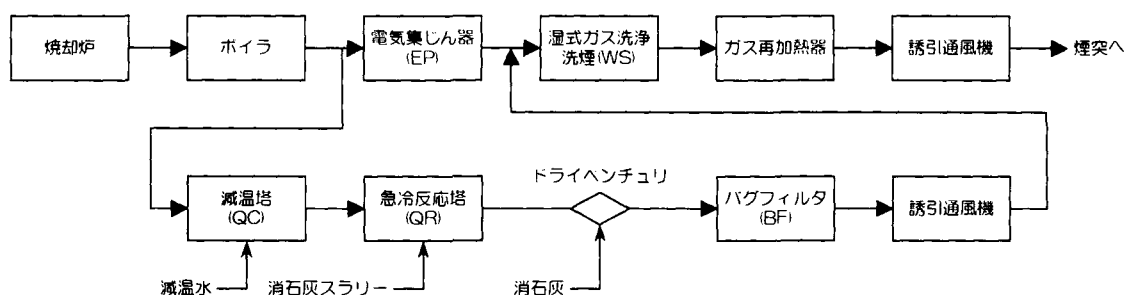 焼却炉
ボイラ
電気集じん器
(EP)
湿式ガス洗浄
洗煙(WS)
ガス再加熱器
誘引通風機
煙突へ
ドライベンチュリ
減温塔
(QC)
急冷反応塔
(QR)
バグフィルタ
(BF)
誘引通風機
減温水
消石灰スラリー
消石灰